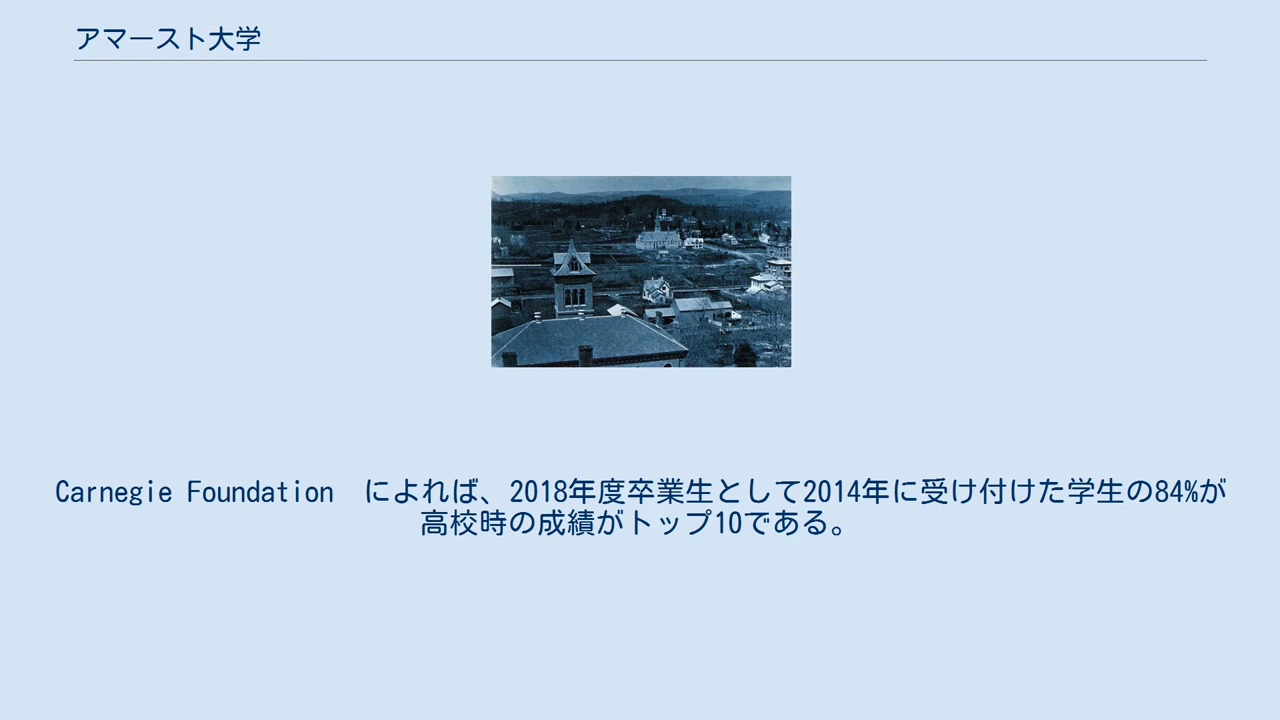 アマースト大学
Carnegie Foundation　によれば、2018年度卒業生として2014年に受け付けた学生の84%が
高校時の成績がトップ10である。